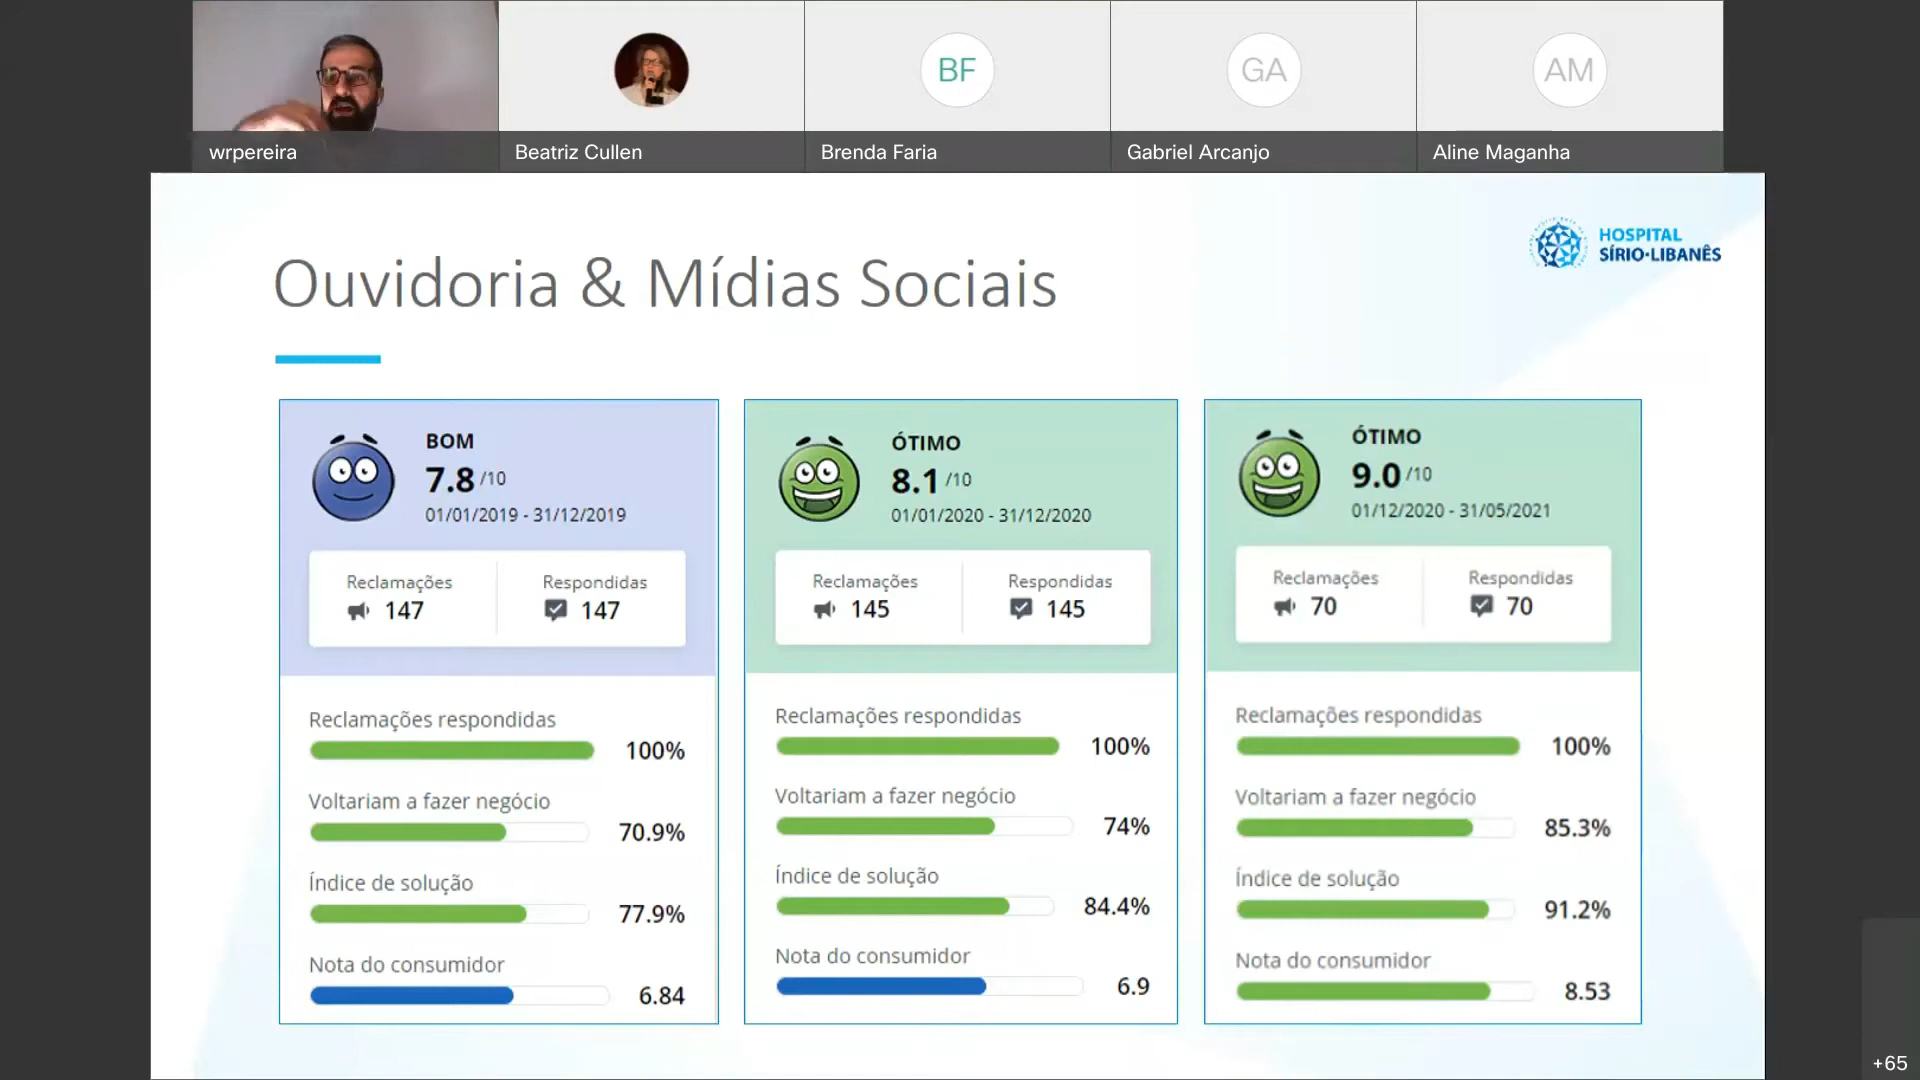 BF
GA
AM
wrpereira
Beatriz Cullen
Brenda Faria
Gabriel Arcanjo
Aline Maganha
HOSPITAL
SÍRIO•LIBANÊS
Ouvidoria & Mídias Sociais
BOM
7.8 /10
01/01/2019 - 31/12/2019
Reclamações
147
Respondidas
147
Reclamações respondidas
100%
Voltariam a fazer negócio
70.9%
Índice de solução
77.9%
Nota do consumidor
6.84
ÓTIMO
8.1 /10
01/01/2020 - 31/12/2020
Reclamações
145
Respondidas
145
Reclamações respondidas
100%
Voltariam a fazer negócio
74%
Índice de solução
84.4%
Nota do consumidor
6.9
ÓTIMO
9.0 /10
01/12/2020 - 31/05/2021
Reclamações
70
Respondidas
70
Reclamações respondidas
100%
Voltariam a fazer negócio
85.3%
Índice de solução
91.2%
Nota do consumidor
8.53
+65